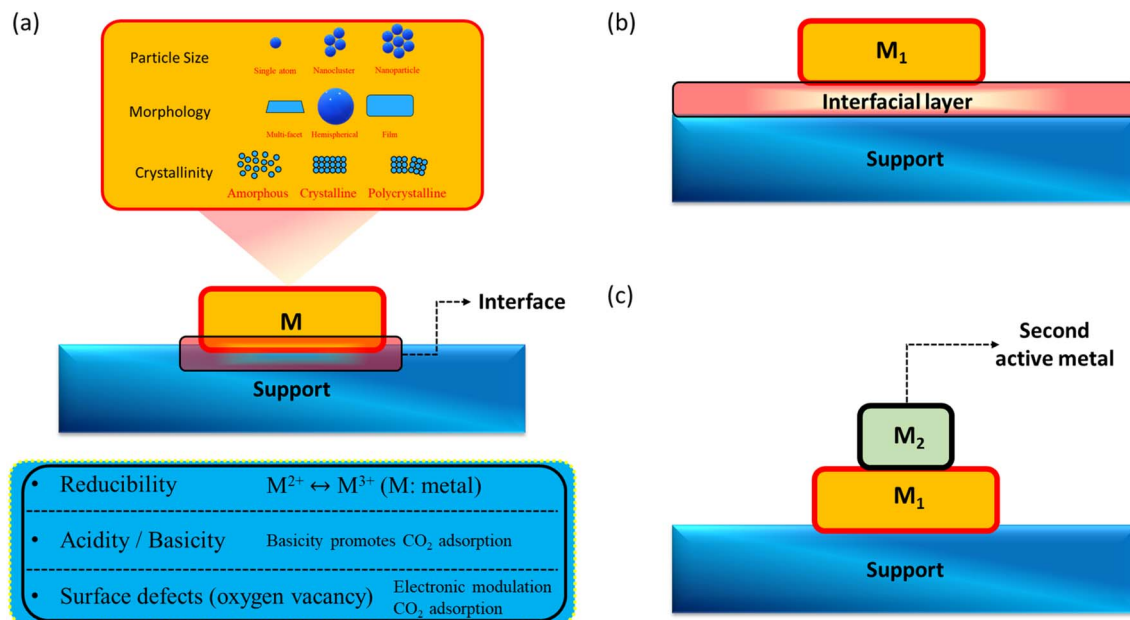 (a)
Particle Size
Single atom Nanocluster Nanoparticle
Morphology
Multi-facet Hemispherical Film
Crystallinity
Amorphous Crystalline Polycrystalline
M
Interface
Support
• Reducibility M²⁺ ↔ M³⁺ (M: metal)
• Acidity / Basicity Basicity promotes CO₂ adsorption
• Surface defects (oxygen vacancy) Electronic modulation
CO₂ adsorption
(b)
M₁
Interfacial layer
Support
(c)
Second
active metal
M₂
M₁
Support